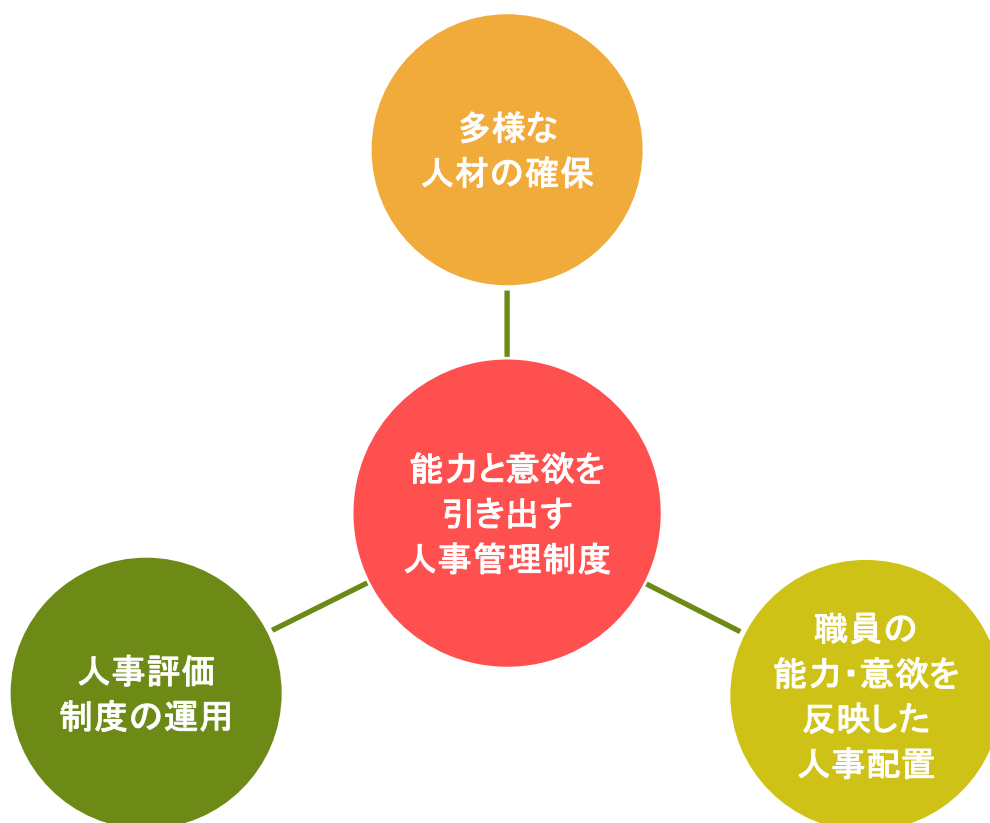 多様な
人材の確保
能力と意欲を
引き出す
人事管理制度
人事評価
制度の運用
職員の
能力・意欲を
反映した
人事配置